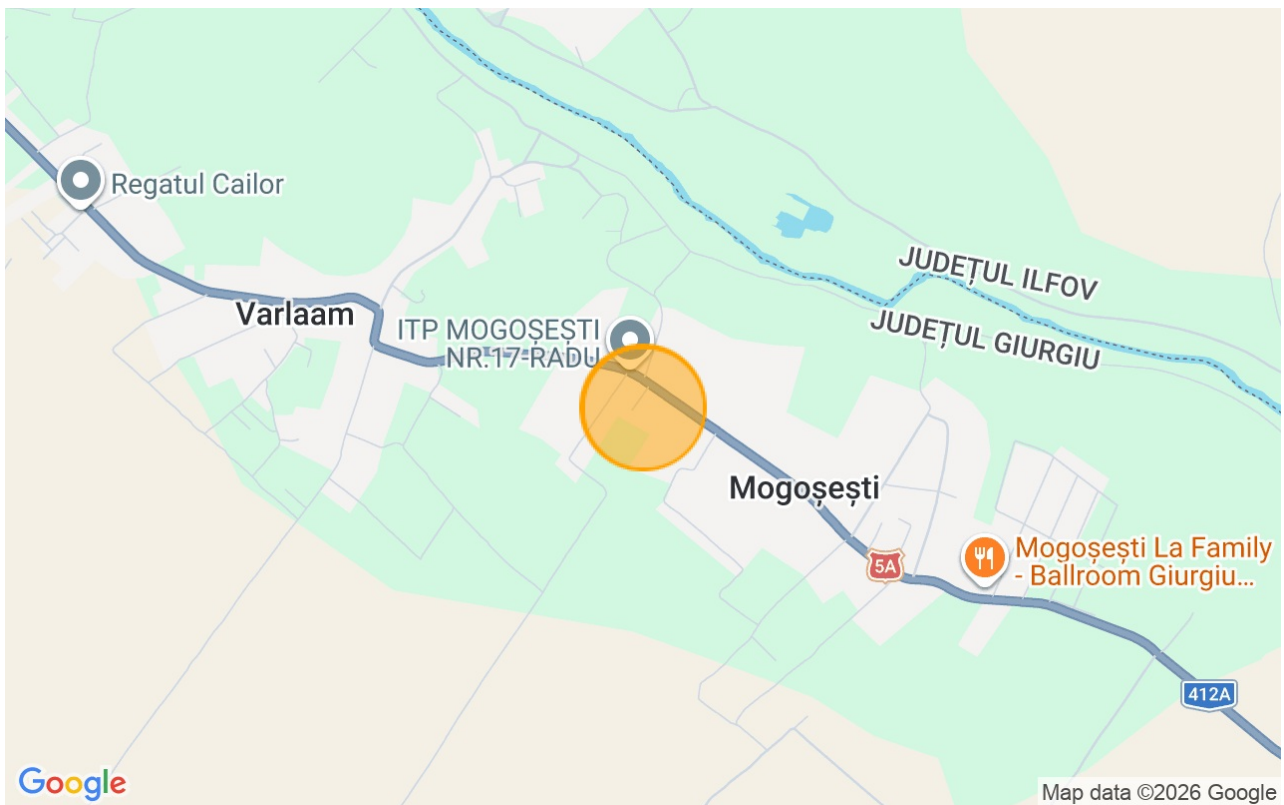 Regatul Cailor
JUDEȚUL ILFOV
JUDEȚUL GIURGIU
Varlaam
ITP MOGOȘEȘTI
NR.17-RADU
Mogoșești
5A
Mogoșești La Family
- Ballroom Giurgiu...
412A
Google
Map data ©2026 Google